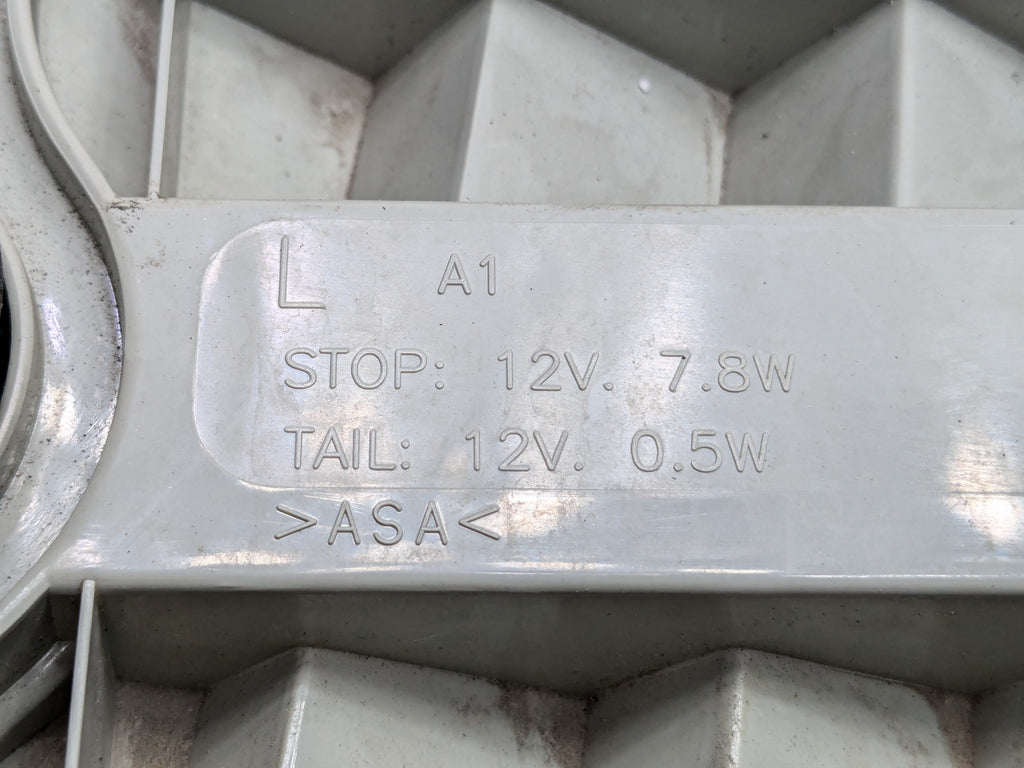 L A1
STOP: 12V. 7.8W
TAIL: 12V. 0.5W
>ASA<